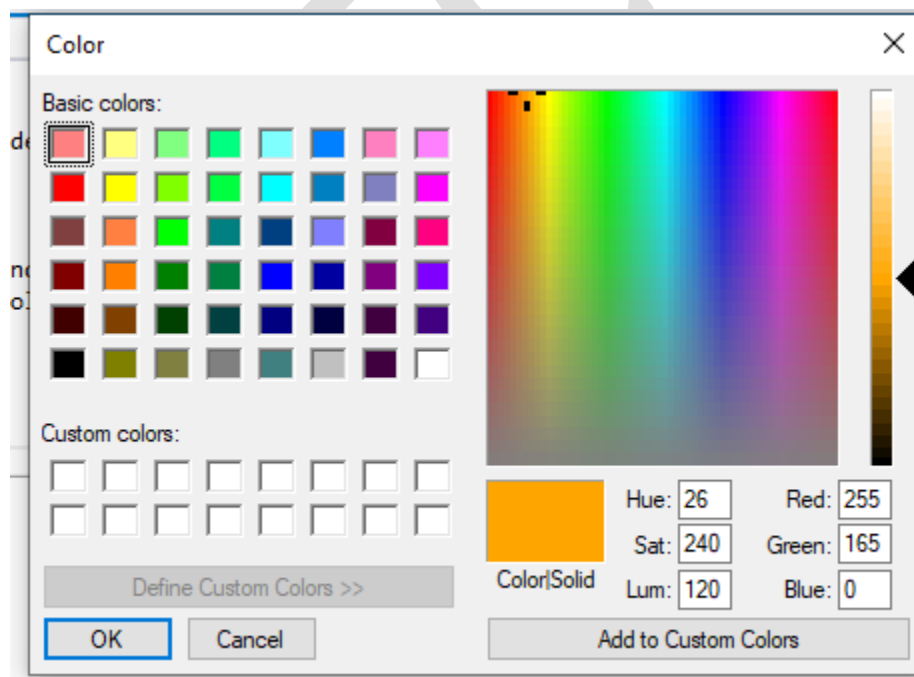 Color
Basic colors:
Custom colors:
Define Custom Colors >>
OK
Cancel
Color|Solid
Hue: 26
Sat: 240
Lum: 120
Red: 255
Green: 165
Blue: 0
Add to Custom Colors